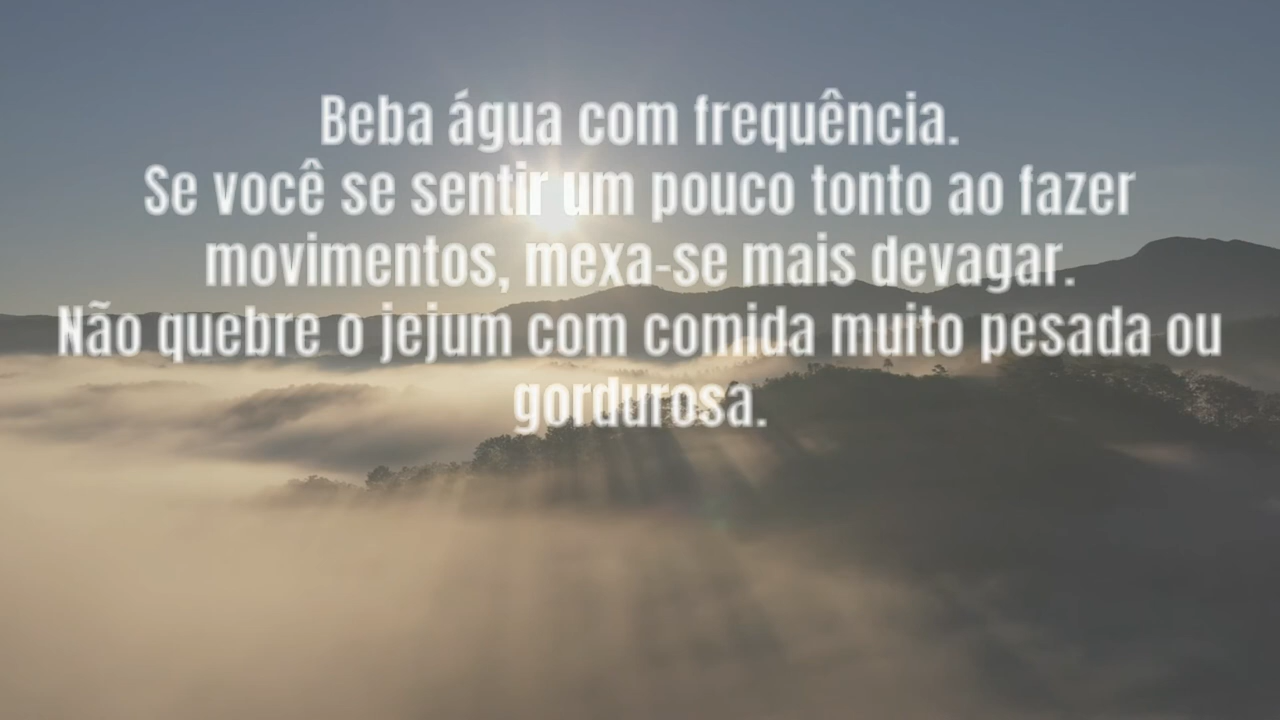 Beba água com frequência.
Se você se sentir um pouco tonto ao fazer
movimentos, mexa-se mais devagar.
Não quebre o jejum com comida muito pesada ou
gordurosa.